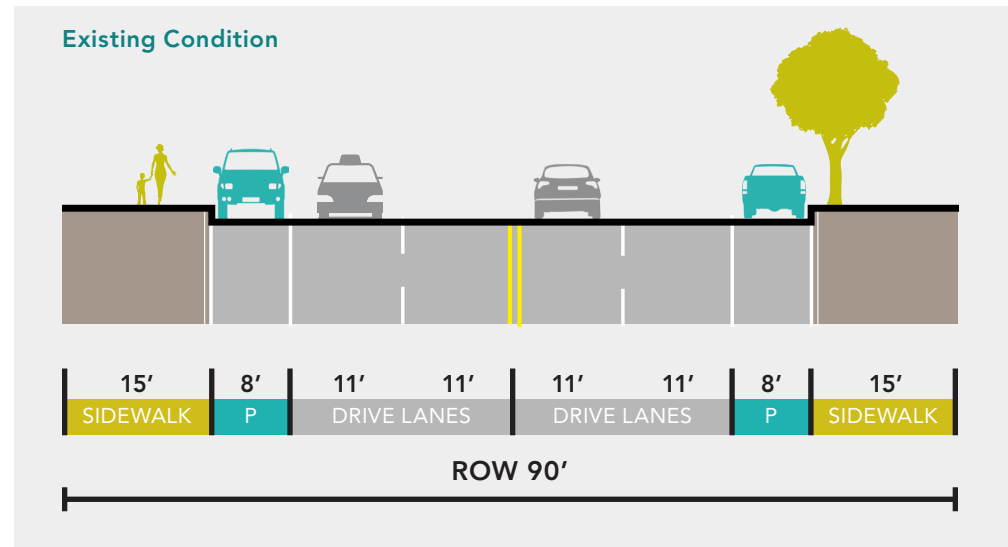 Existing Condition
15′ 8′ 11′ 11′ 11′ 11′ 8′ 15′
SIDEWALK P DRIVE LANES DRIVE LANES P SIDEWALK
ROW 90′